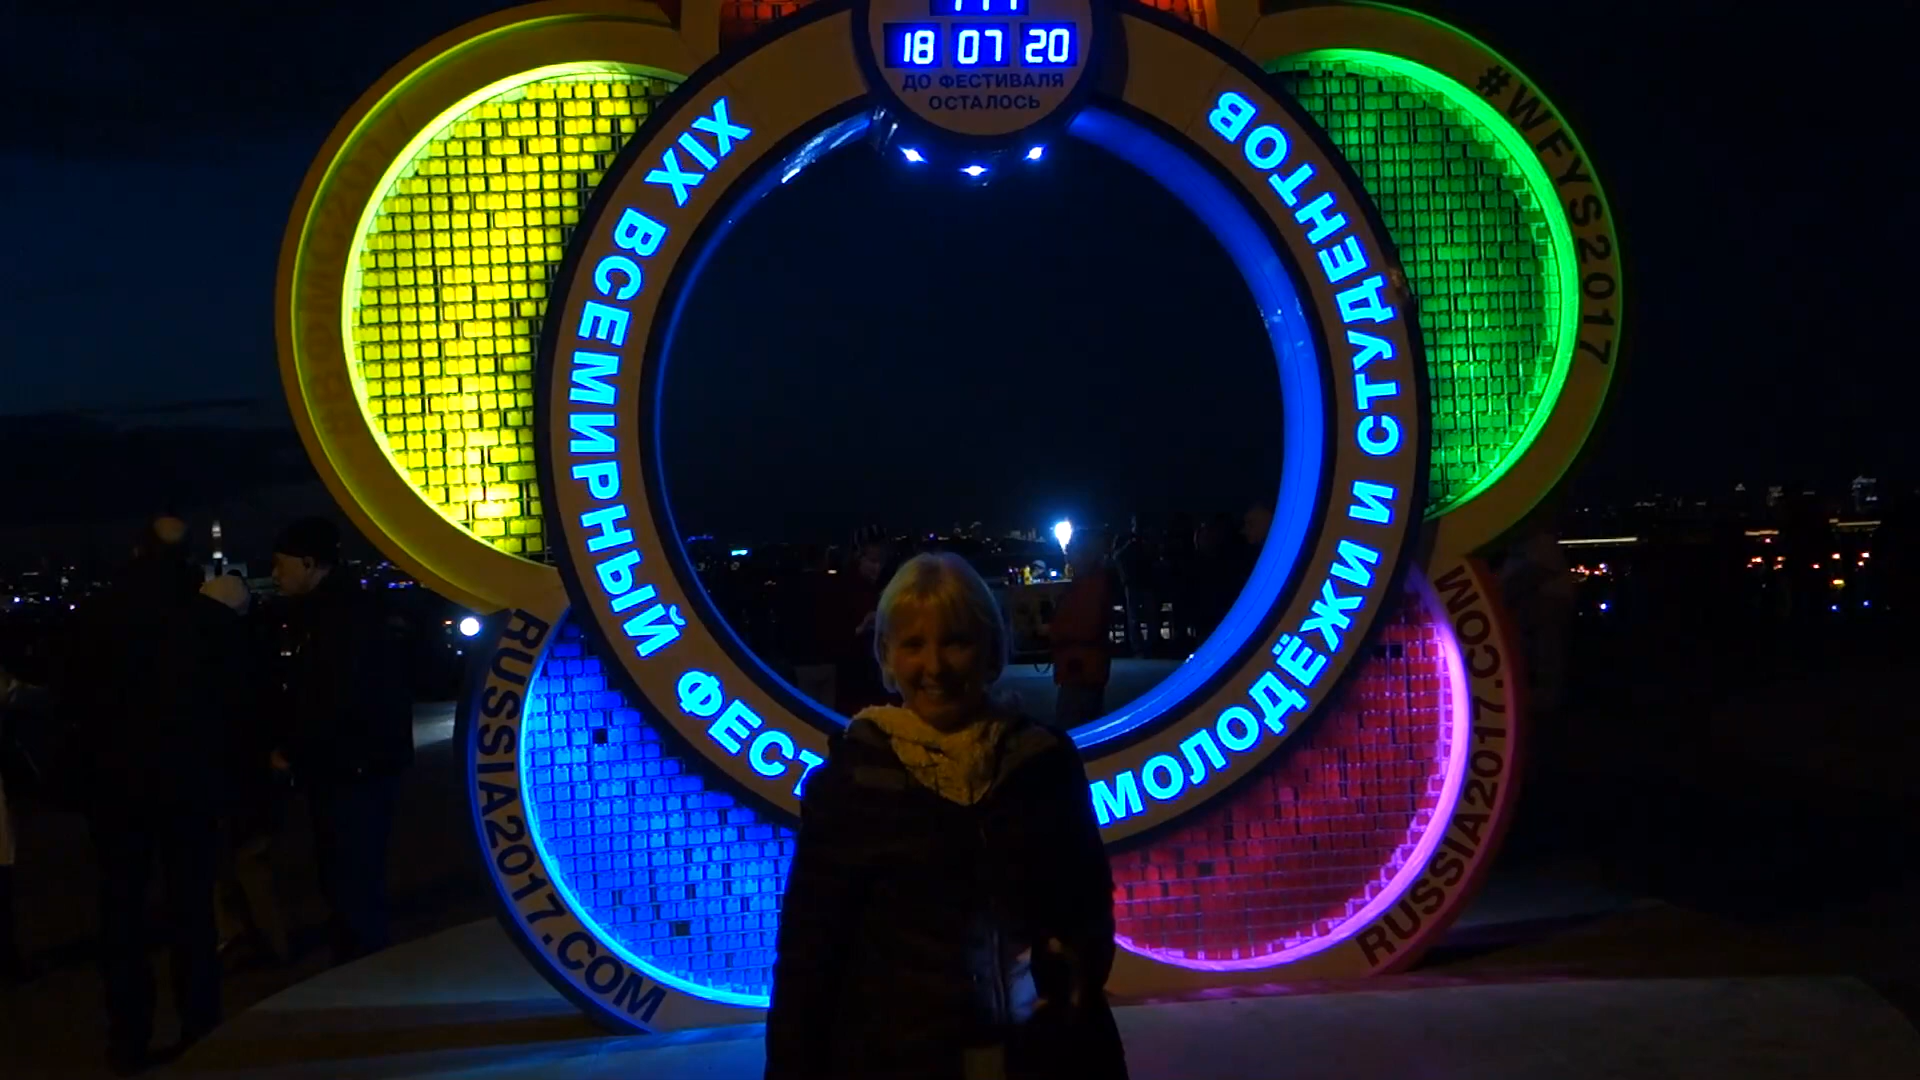 18 07 20
ДО ФЕСТИВАЛЯ
ОСТАЛОСЬ
XIX ВСЕМИРНЫЙ ФЕСТ
МОЛОДЁЖИ И СТУДЕНТОВ
#WFYS2017
RUSSIA2017.COM
RUSSIA2017.COM